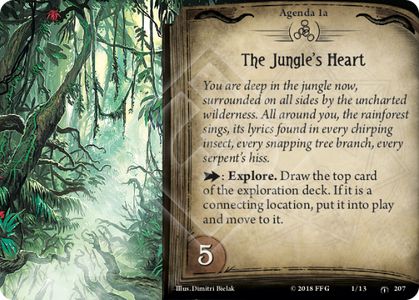 Agenda 1a
The Jungle's Heart
You are deep in the jungle now,
surrounded on all sides by the uncharted
wilderness. All around you, the rainforest
sings, its lyrics found in every chirping
insect, every snapping tree branch, every
serpent's hiss.
: Explore. Draw the top card
of the exploration deck. If it is a
connecting location, put it into play
and move to it.
5
Illus. Dimitri Bielak
© 2018 FFG
1/13
207